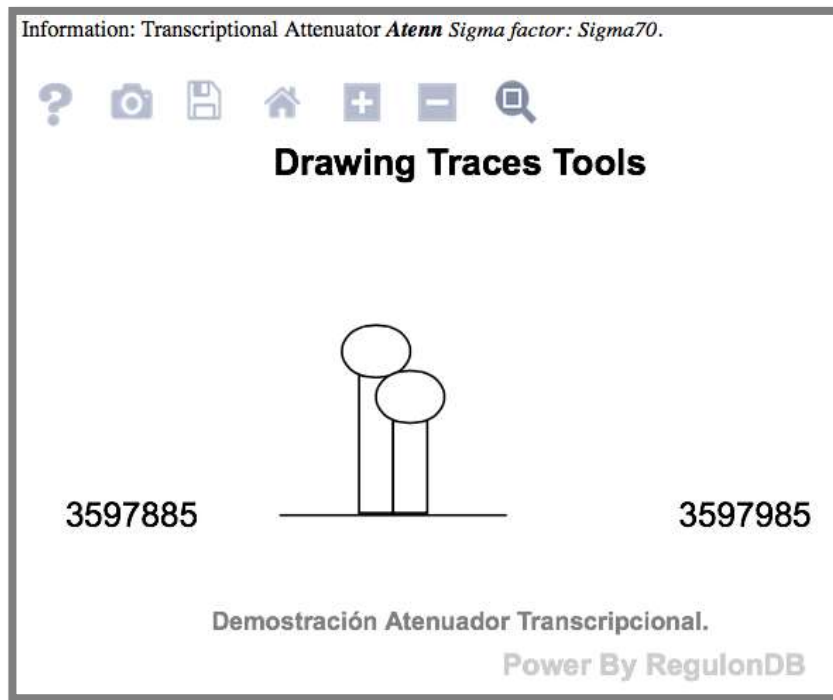 Information: Transcriptional Attenuator Atenn Sigma factor: Sigma70.
Drawing Traces Tools
3597885 3597985
Demostración Atenuador Transcripcional.
Power By RegulonDB